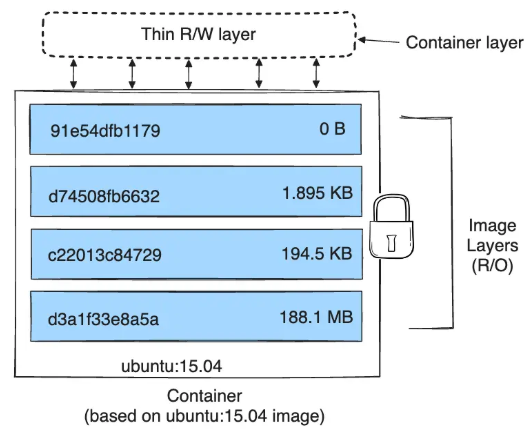 Thin R/W layer
Container layer
91e54dfb1179 0 B
d74508fb6632 1.895 KB
c22013c84729 194.5 KB
d3a1f33e8a5a 188.1 MB
Image
Layers
(R/O)
ubuntu:15.04
Container
(based on ubuntu:15.04 image)